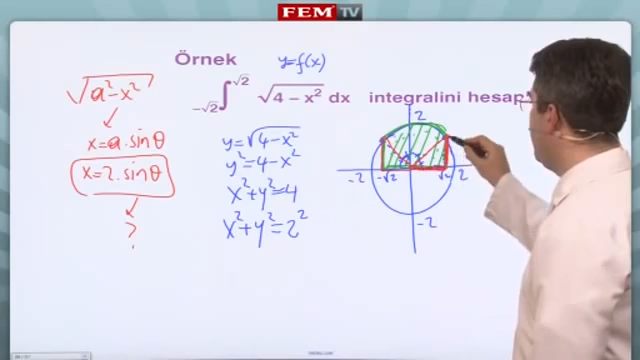 FEM TV
Örnek
y=f(x)
-√2∫√2 √4-x² dx integralini hesap
√a²-x²
x=a.sinθ
x=2.sinθ
?
y=√4-x²
y²=4-x²
x²+y²=4
x²+y²=2²
2
-2 -√2 √2 2
-2